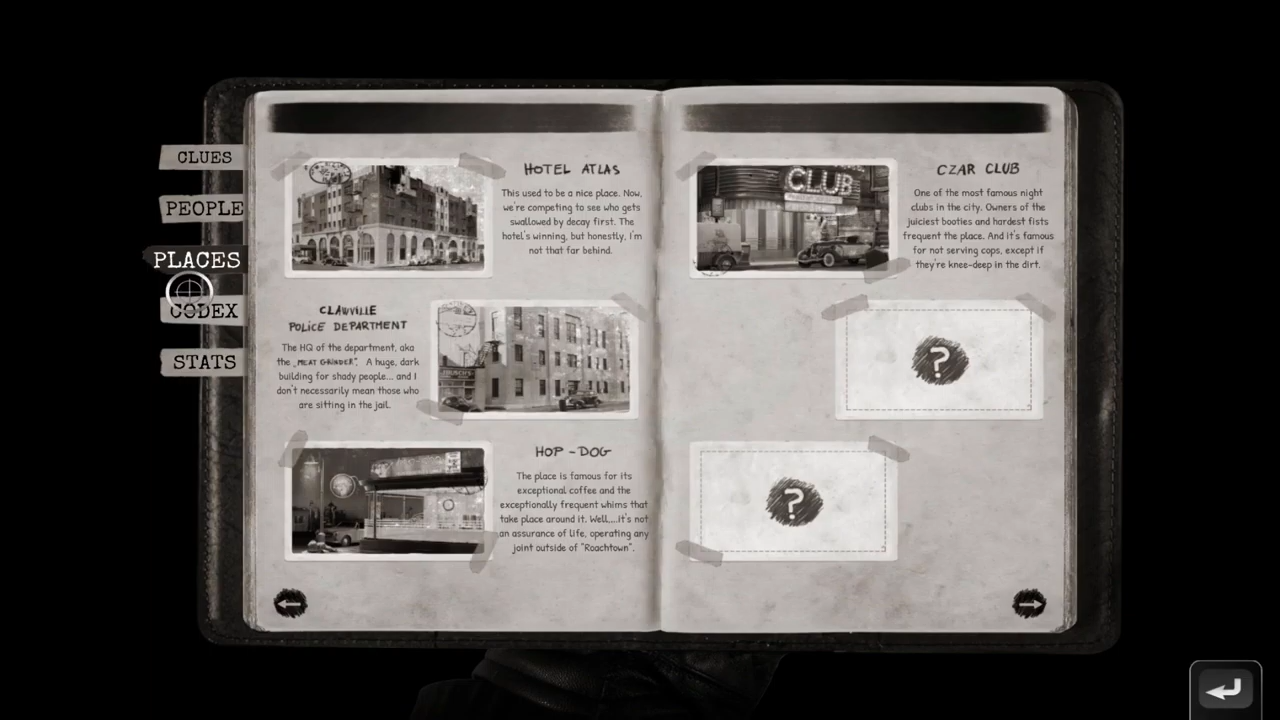 CLUES
PEOPLE
PLACES
CODEX
STATS
HOTEL ATLAS
This used to be a nice place. Now,
we're competing to see who gets
swallowed by decay first. The
hotel's winning, but honestly, i'm
not that far behind.
CLAWVILLE
POLICE DEPARTMENT
The HQ of the department, aka
the „MEAT GRINDER”. A huge, dark
building for shady people... and I
don't necessarily mean those who
are sitting in the jail.
HOP-DOG
The place is famous for its
exceptional coffee and the
exceptionally frequent whims that
take place around it. Well,...it's not
an assurance of life, operating any
joint outside of "Roachtown".
CLUB
CZAR CLUB
One of the most famous night
clubs in the city. Owners of the
juiciest booties and hardest fists
frequent the place. And it's famous
for not serving cops, except if
they're knee-deep in the dirt.
?
?